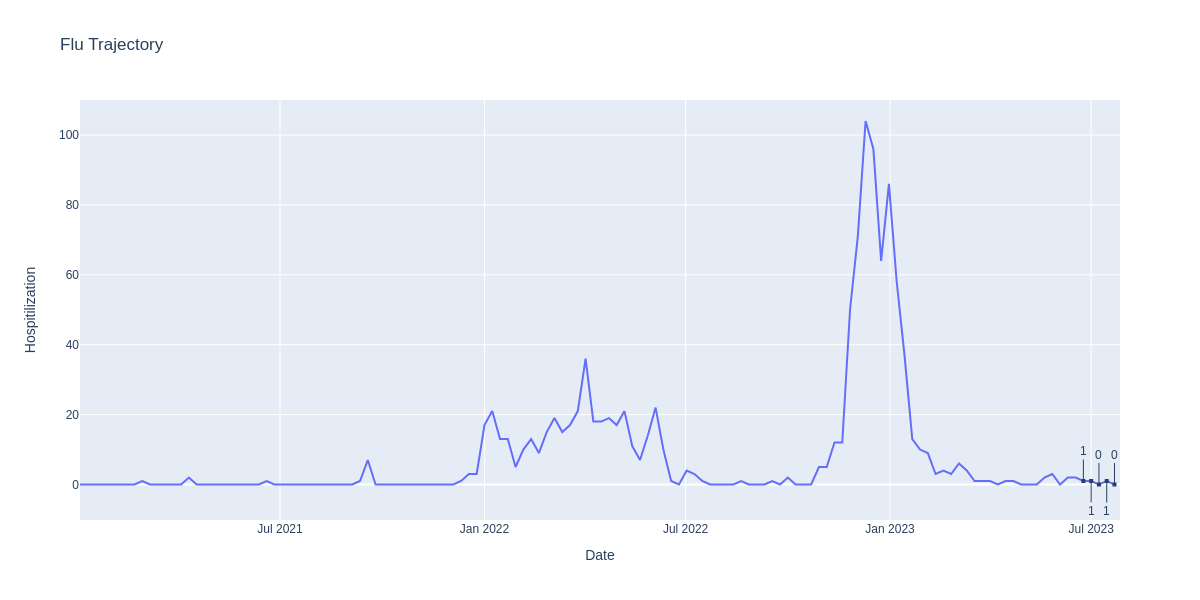 Flu Trajectory
Hospitilization
100
80
60
40
20
0
1
0
0
1
1
Jul 2021
Jan 2022
Jul 2022
Jan 2023
Jul 2023
Date